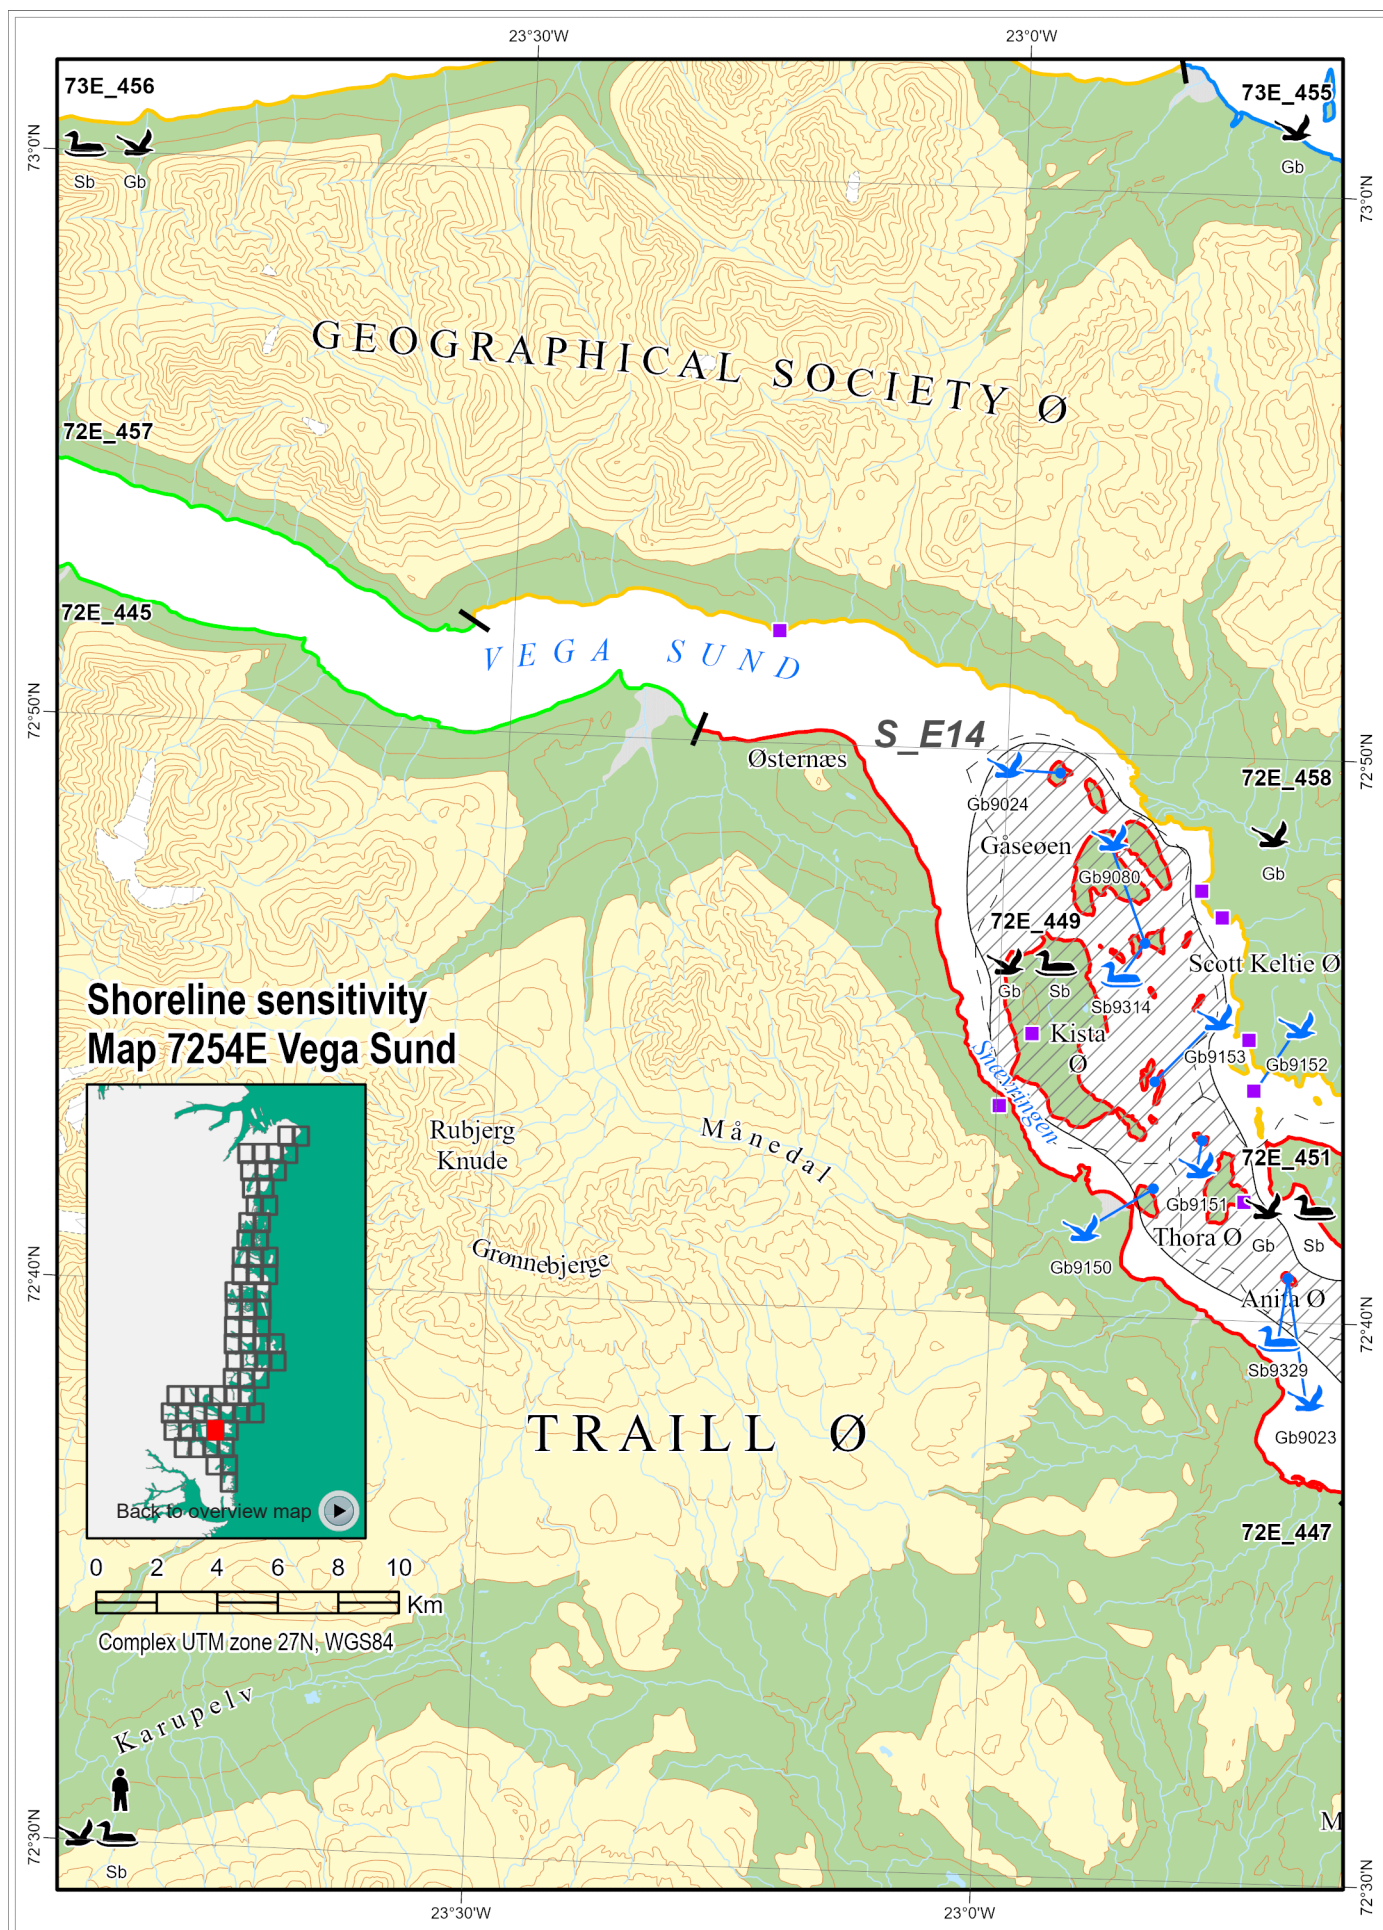 23°30'W
23°0'W
73E_456
73E_455
73°0'N
Sb
Gb
Gb
73°0'N
GEOGRAPHICAL SOCIETY Ø
72E_457
72E_445
VEGA SUND
72°50'N
S_E14
Østernæs
72°50'N
72E_458
Gb9024
Gåseøen
Gb
Gb9080
72E_449
Scott Keltie Ø
Gb
Sb
Sb9314
Shoreline sensitivity
Map 7254E Vega Sund
Kista
Ø
Gb9153
Gb9152
Snævringen
Rubjerg
Knude
Månedal
72E_451
Gb9151
Thora Ø
Gb
Sb
Grønnebjerge
Gb9150
72°40'N
Anita Ø
72°40'N
Sb9329
TRAILL Ø
Gb9023
Back to overview map
72E_447
0 2 4 6 8 10
Km
Complex UTM zone 27N, WGS84
Karupelv
M
72°30'N
Sb
72°30'N
23°30'W
23°0'W